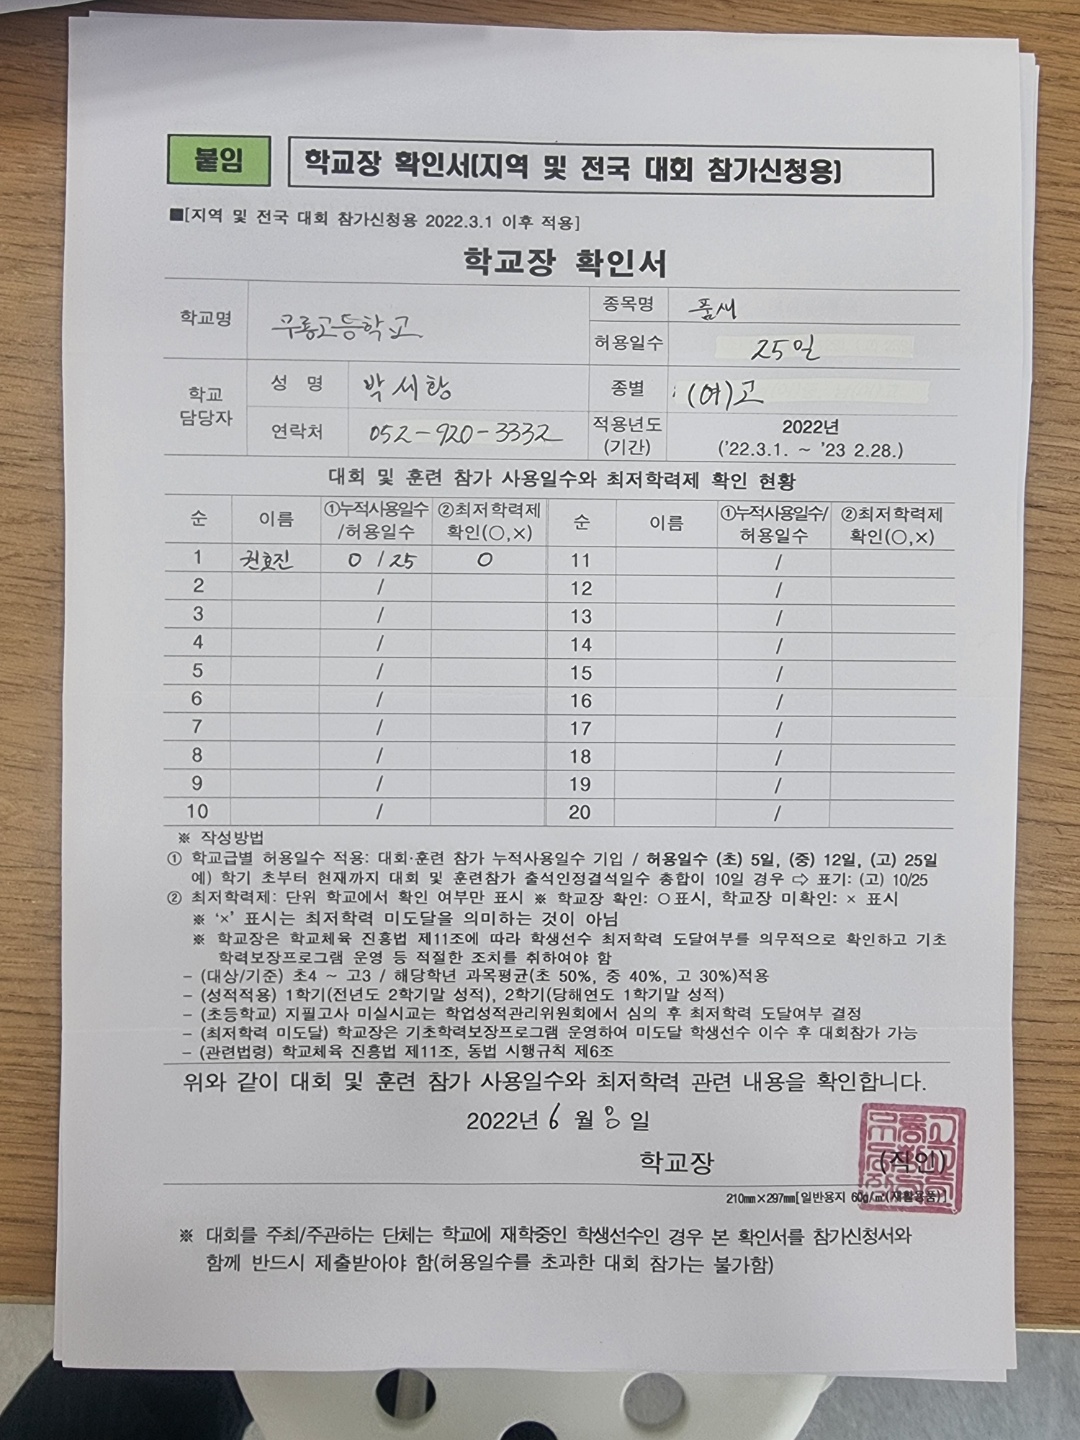 붙임
학교장 확인서(지역 및 전국 대회 참가신청용)
■[지역 및 전국 대회 참가신청용 2022.3.1 이후 적용]
학교장 확인서
학교명 무룡고등학교 종목명 품새
허용일수 25일
학교 담당자 성 명 박세항 종별 (여)고
연락처 052-920-3332 적용년도 (기간) 2022년 ('22.3.1. ~ '23 2.28.)
대회 및 훈련 참가 사용일수와 최저학력제 확인 현황
순 이름 ①누적사용일수/허용일수 ②최저학력제 확인(○,×) 순 이름 ①누적사용일수/허용일수 ②최저학력제 확인(○,×)
1 권효진 0 / 25 O 11 /
2 / 12 /
3 / 13 /
4 / 14 /
5 / 15 /
6 / 16 /
7 / 17 /
8 / 18 /
9 / 19 /
10 / 20 /
※ 작성방법
① 학교급별 허용일수 적용: 대회·훈련 참가 누적사용일수 기입 / 허용일수 (초) 5일, (중) 12일, (고) 25일
예) 학기 초부터 현재까지 대회 및 훈련참가 출석인정결석일수 총합이 10일 경우 ⇨ 표기: (고) 10/25
② 최저학력제: 단위 학교에서 확인 여부만 표시 ※ 학교장 확인: ○표시, 학교장 미확인: × 표시
※ '×' 표시는 최저학력 미도달을 의미하는 것이 아님
※ 학교장은 학교체육 진흥법 제11조에 따라 학생선수 최저학력 도달여부를 의무적으로 확인하고 기초
학력보장프로그램 운영 등 적절한 조치를 취하여야 함
- (대상/기준) 초4 ~ 고3 / 해당학년 과목평균(초 50%, 중 40%, 고 30%)적용
- (성적적용) 1학기(전년도 2학기말 성적), 2학기(당해연도 1학기말 성적)
- (초등학교) 지필고사 미실시교는 학업성적관리위원회에서 심의 후 최저학력 도달여부 결정
- (최저학력 미도달) 학교장은 기초학력보장프로그램 운영하여 미도달 학생선수 이수 후 대회참가 가능
- (관련법령) 학교체육 진흥법 제11조, 동법 시행규칙 제6조
위와 같이 대회 및 훈련 참가 사용일수와 최저학력 관련 내용을 확인합니다.
2022년 6 월 8 일
학교장 (직인)
210㎜×297㎜[일반용지 60g/㎡(재활용품)]
※ 대회를 주최/주관하는 단체는 학교에 재학중인 학생선수인 경우 본 확인서를 참가신청서와
함께 반드시 제출받아야 함(허용일수를 초과한 대회 참가는 불가함)